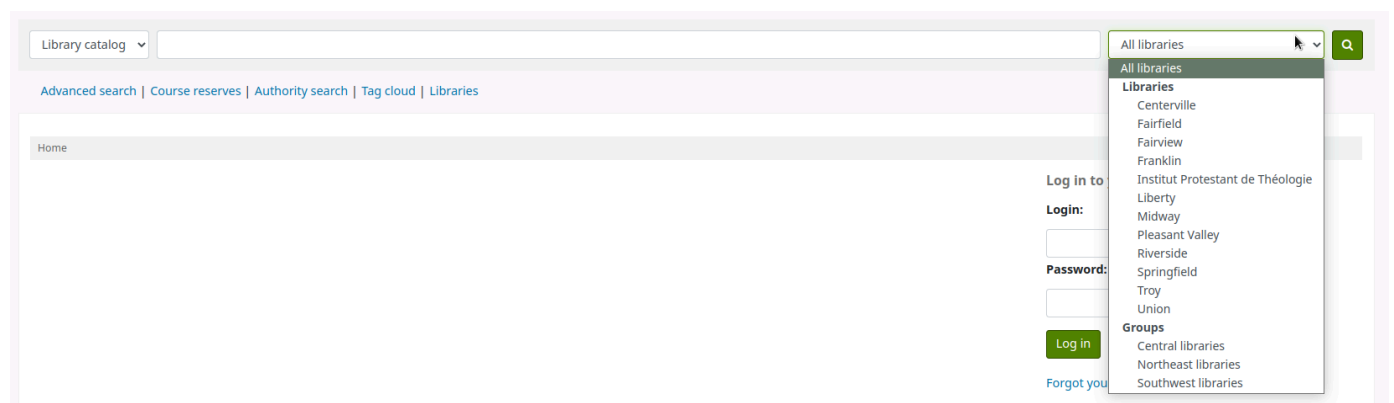 Library catalog All libraries
All libraries
Advanced search | Course reserves | Authority search | Tag cloud | Libraries
Libraries
Centerville
Fairfield
Fairview
Home
Franklin
Log in to
Institut Protestant de Théologie
Login:
Liberty
Midway
Pleasant Valley
Riverside
Password:
Springfield
Troy
Union
Groups
Log in
Central libraries
Northeast libraries
Forgot you
Southwest libraries